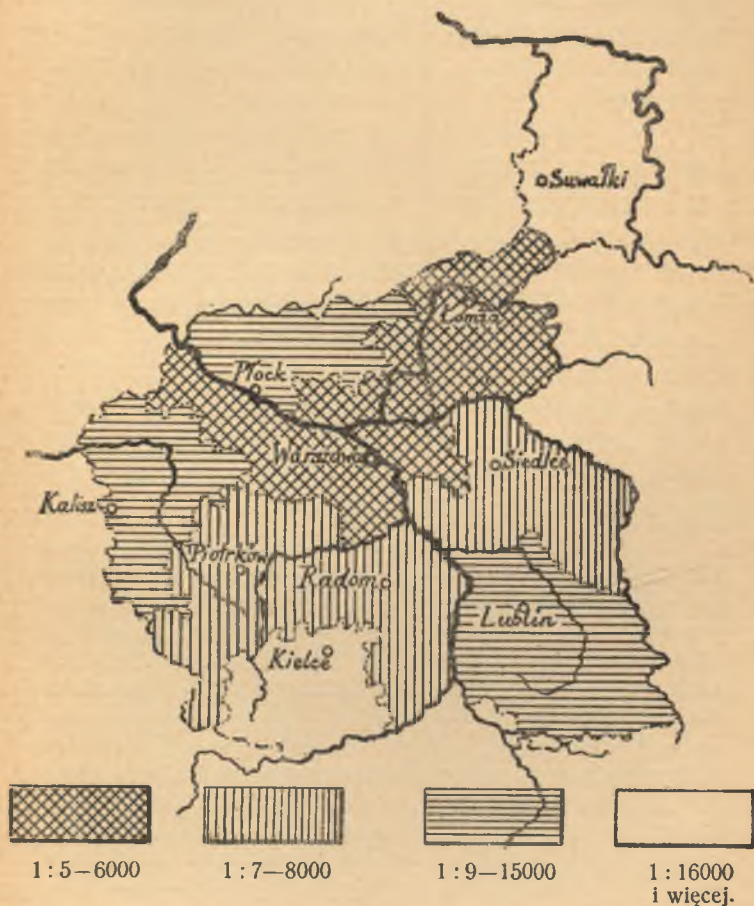 Suwałki
Łomża
Płock
Warszawa
Siedlce
Kalisz
Piotrków
Radom
Lublin
Kielce
1:5—6000
1:7—8000
1:9—15000
1:16000
i więcej.